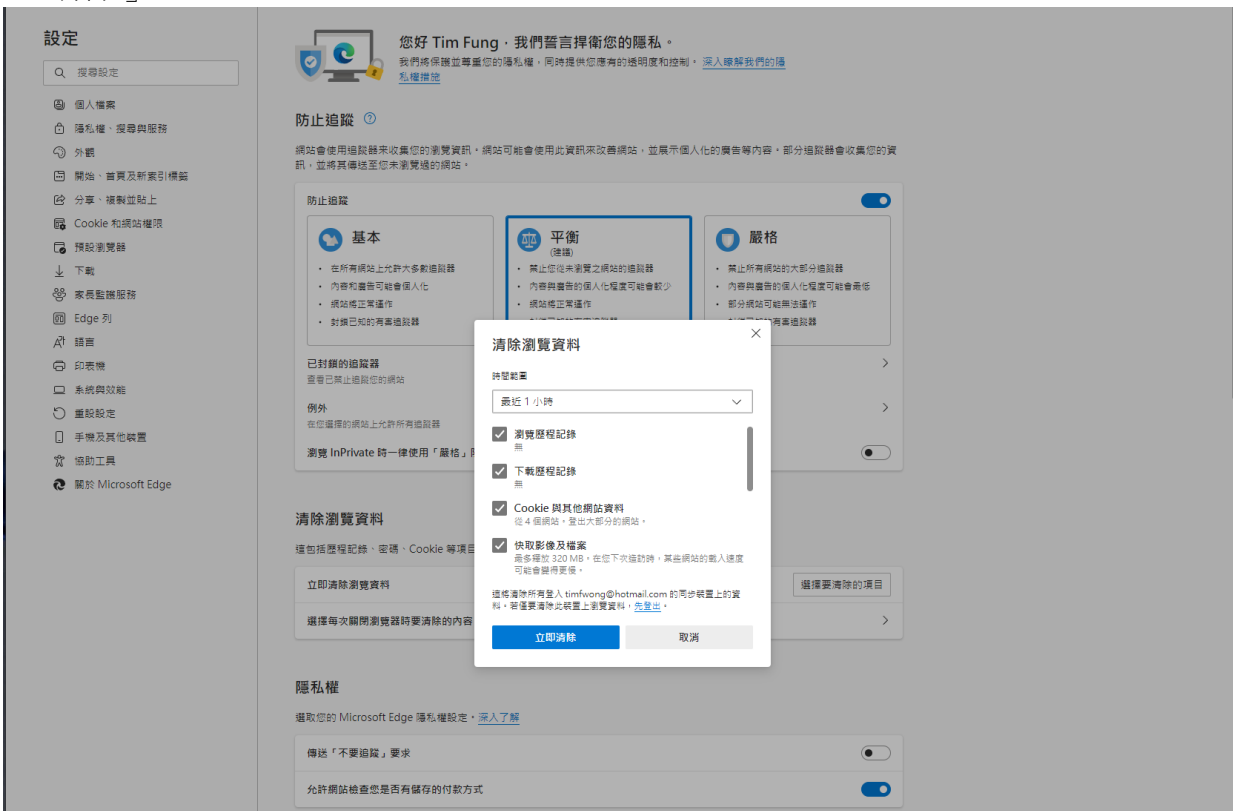 設定
搜尋設定
個人檔案
隱私權、搜尋與服務
外觀
開始、首頁及新索引標籤
分享、複製並貼上
Cookie 和網站權限
預設瀏覽器
下載
家長監護服務
Edge 列
語言
印表機
系統與效能
重設設定
手機及其他裝置
協助工具
關於 Microsoft Edge
您好 Tim Fung,我們誓言捍衛您的隱私。
我們將保護並尊重您的隱私權,同時提供您應有的透明度和控制。深入瞭解我們的隱
私權措施
防止追蹤
網站會使用追蹤器來收集您的瀏覽資訊。網站可能會使用此資訊來改善網站,並展示個人化的廣告等內容。部分追蹤器會收集您的資
訊,並將其傳送至您未瀏覽過的網站。
防止追蹤
基本
• 在所有網站上允許大多數追蹤器
• 內容和廣告可能會個人化
• 網站將正常運作
• 封鎖已知的有害追蹤器
平衡
(建議)
• 禁止您從未瀏覽之網站的追蹤器
• 內容與廣告的個人化程度可能會較少
• 網站將正常運作
嚴格
• 禁止所有網站的大部分追蹤器
• 內容與廣告的個人化程度可能會最低
• 部分網站可能無法運作
有害追蹤器
已封鎖的追蹤器
查看已禁止追蹤您的網站
例外
在您選擇的網站上允許所有追蹤器
瀏覽 InPrivate 時一律使用「嚴格」
清除瀏覽資料
這包括歷程記錄、密碼、Cookie 等項目
立即清除瀏覽資料
選擇要清除的項目
選擇每次關閉瀏覽器時要清除的內容
清除瀏覽資料
時間範圍
最近 1 小時
瀏覽歷程記錄
無
下載歷程記錄
無
Cookie 與其他網站資料
從 4 個網站。登出大部分的網站。
快取影像及檔案
最多釋放 320 MB。在您下次造訪時,某些網站的載入速度
可能會變得更慢。
這將清除所有登入 timfwong@hotmail.com 的同步裝置上的資
料。若僅要清除此裝置上瀏覽資料,先登出。
立即清除
取消
隱私權
選取您的 Microsoft Edge 隱私權設定。深入了解
傳送「不要追蹤」要求
允許網站檢查您是否有儲存的付款方式